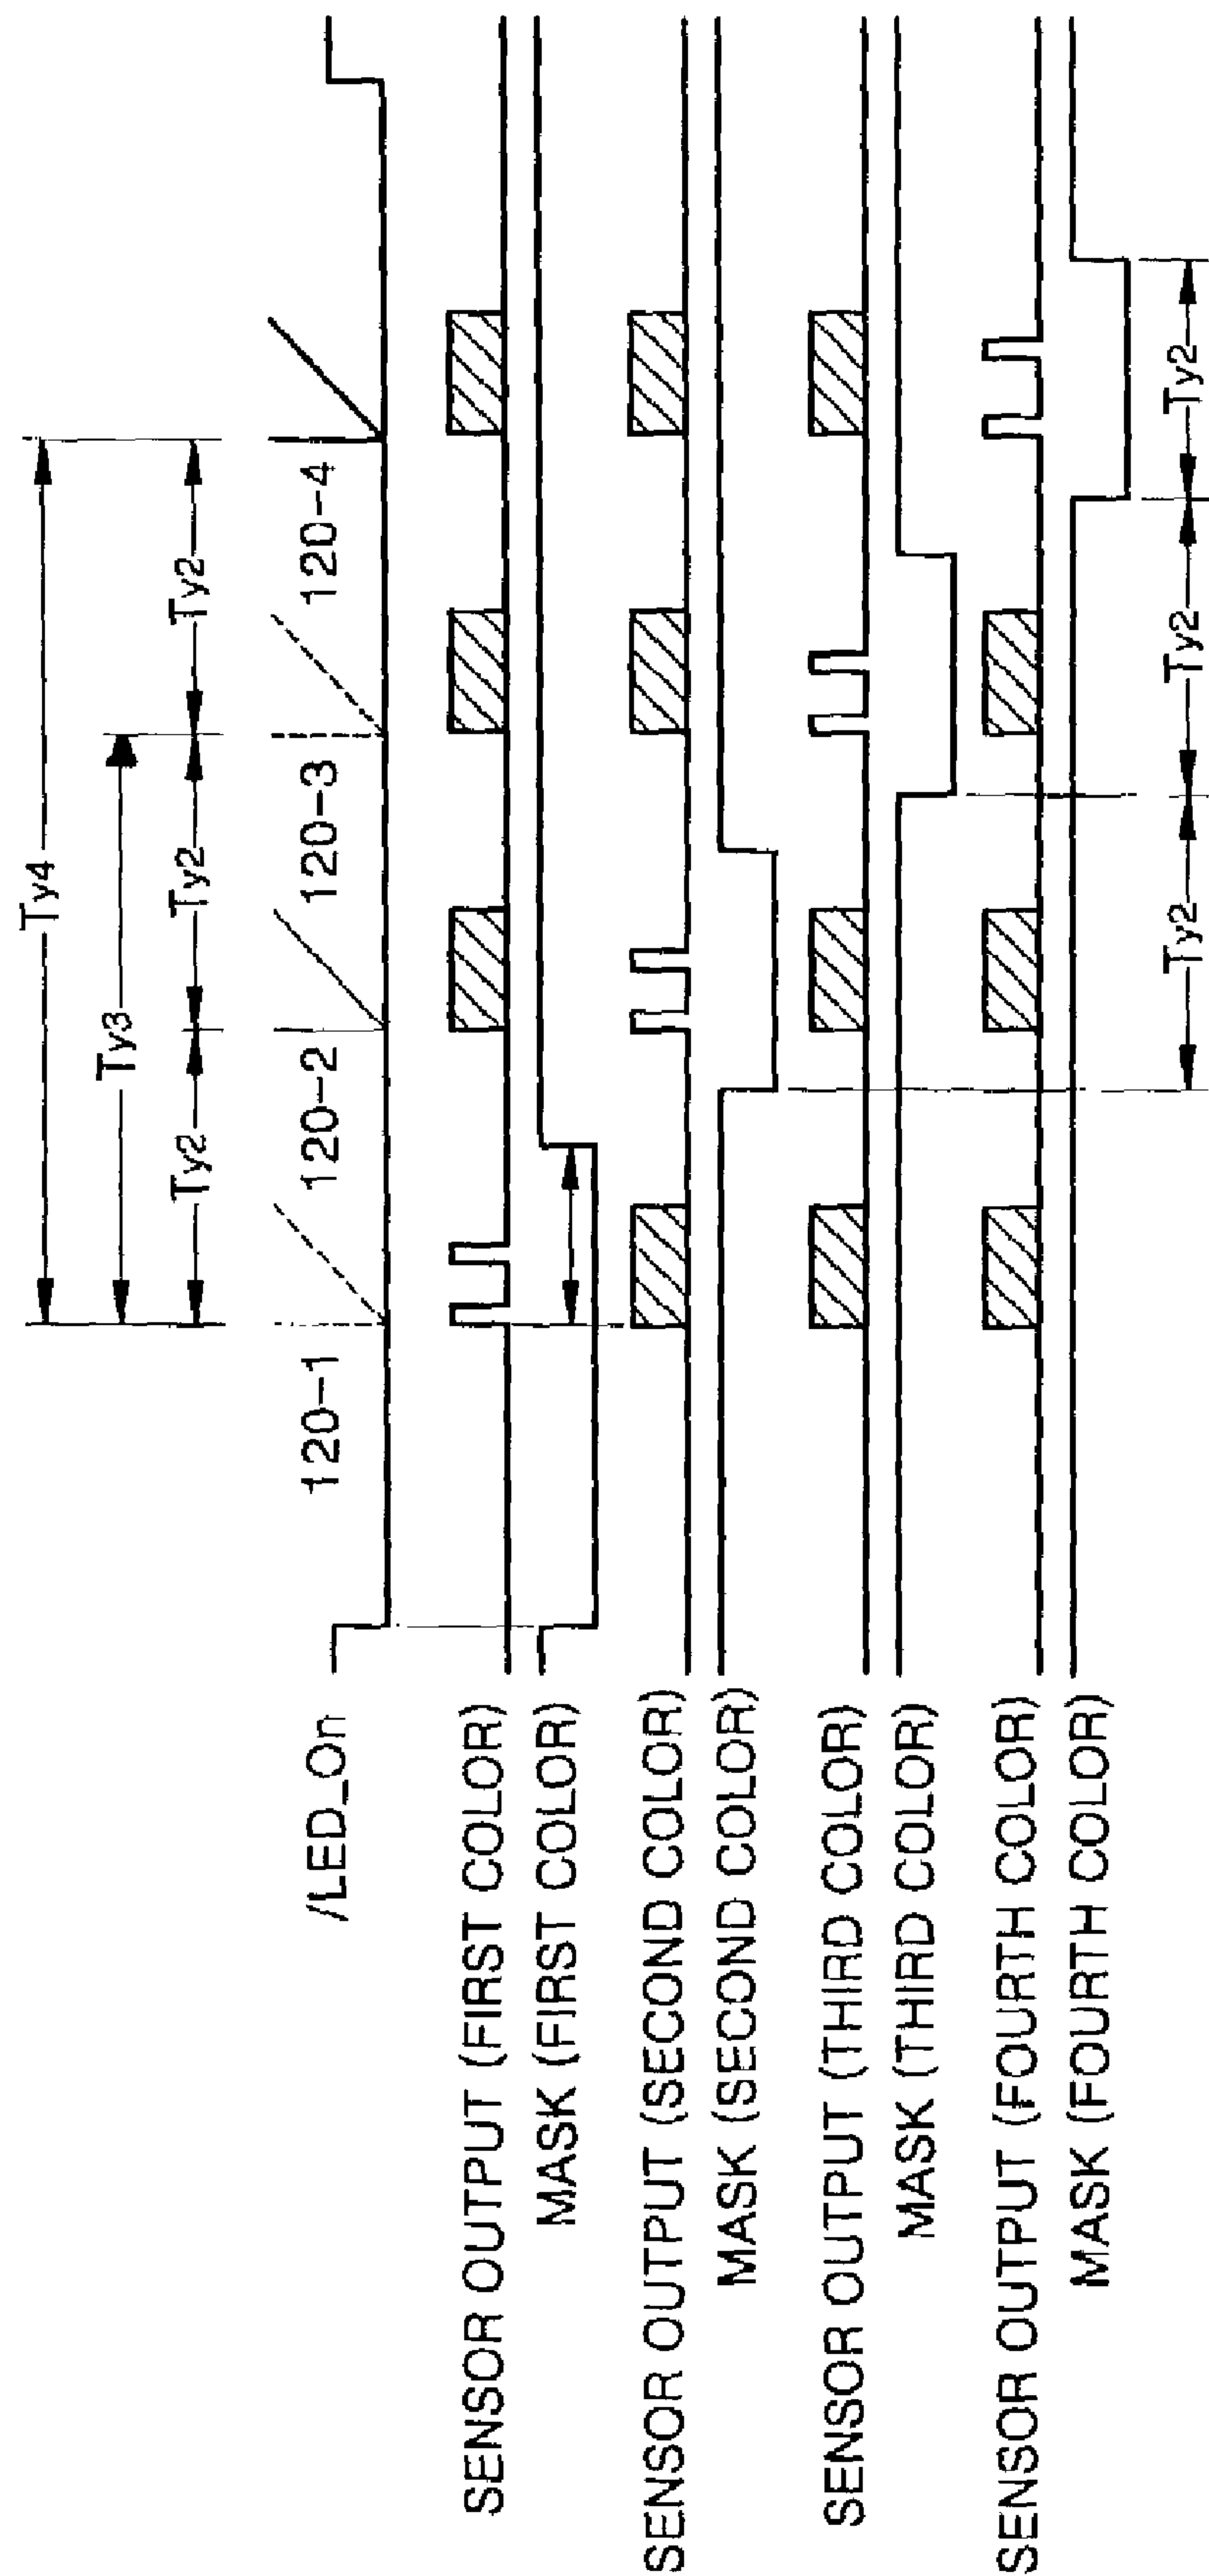 Ty4
Ty3
Ty2 Ty2 Ty2
120-1 120-2 120-3 120-4
/LED_On
SENSOR OUTPUT (FIRST COLOR)
MASK (FIRST COLOR)
SENSOR OUTPUT (SECOND COLOR)
MASK (SECOND COLOR)
SENSOR OUTPUT (THIRD COLOR)
MASK (THIRD COLOR)
SENSOR OUTPUT (FOURTH COLOR)
MASK (FOURTH COLOR)
Ty2 Ty2 Ty2